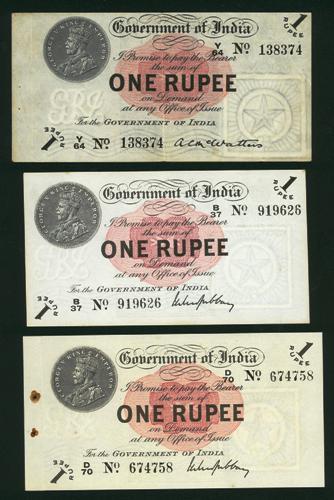 Government of India
1 RUPEE
Y/64 No 138374
I Promise to pay the Bearer
the sum of
ONE RUPEE
on Demand
at any Office of Issue
For the GOVERNMENT OF INDIA
1 RUPEE
Y/64 No 138374
A.C. McWatters
GEORGE V KING EMPEROR
Government of India
1 RUPEE
B/37 No 919626
I Promise to pay the Bearer
the sum of
ONE RUPEE
on Demand
at any Office of Issue
For the GOVERNMENT OF INDIA
1 RUPEE
B/37 No 919626
GEORGE V KING EMPEROR
Government of India
1 RUPEE
D/70 No 674758
I Promise to pay the Bearer
the sum of
ONE RUPEE
on Demand
at any Office of Issue
For the GOVERNMENT OF INDIA
1 RUPEE
D/70 No 674758
GEORGE V KING EMPEROR